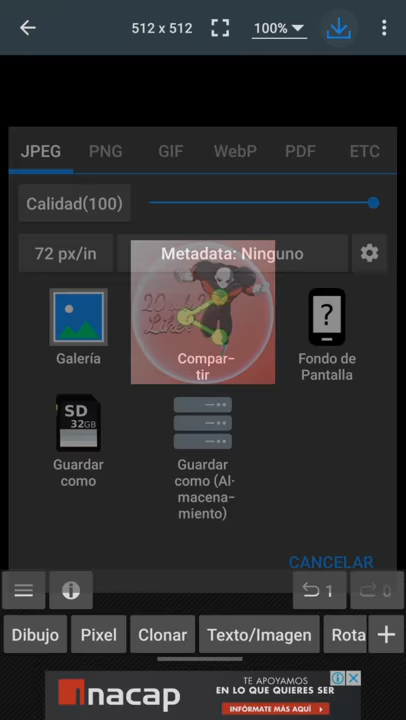 512 x 512
100%
JPEG
PNG
GIF
WebP
PDF
ETC
Calidad(100)
72 px/in
Metadata: Ninguno
Like?
?
Galería
Compar-
tir
Fondo de
Pantalla
SD
32GB
Guardar
como
Guardar
como (Al-
macena-
miento)
CANCELAR
1
0
Dibujo
Pixel
Clonar
Texto/Imagen
Rota
inacap
TE APOYAMOS
EN LO QUE QUIERES SER
INFÓRMATE MÁS AQUÍ